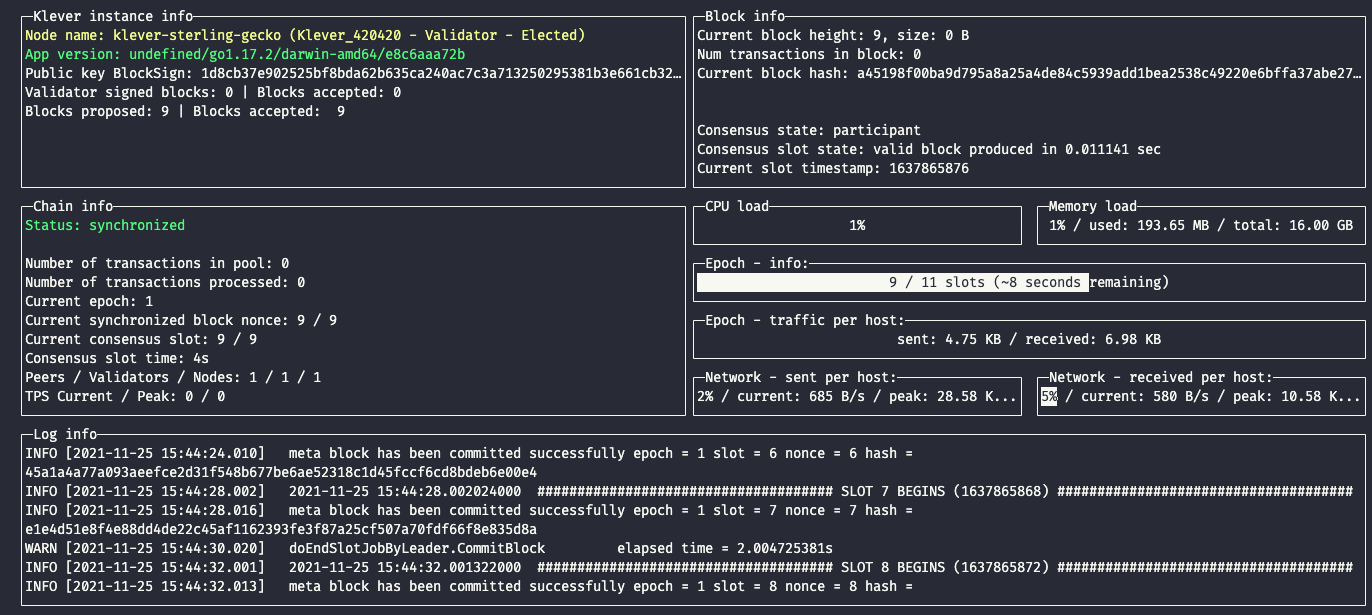 Klever instance info
Node name: klever-sterling-gecko (Klever_420420 - Validator - Elected)
App version: undefined/go1.17.2/darwin-amd64/e8c6aaa72b
Public key BlockSign: 1d8cb37e902525bf8bda62b635ca240ac7c3a713250295381b3e661cb32…
Validator signed blocks: 0 | Blocks accepted: 0
Blocks proposed: 9 | Blocks accepted:  9
Block info
Current block height: 9, size: 0 B
Num transactions in block: 0
Current block hash: a45198f00ba9d795a8a25a4de84c5939add1bea2538c49220e6bffa37abe27…
Consensus state: participant
Consensus slot state: valid block produced in 0.011141 sec
Current slot timestamp: 1637865876
Chain info
Status: synchronized
Number of transactions in pool: 0
Number of transactions processed: 0
Current epoch: 1
Current synchronized block nonce: 9 / 9
Current consensus slot: 9 / 9
Consensus slot time: 4s
Peers / Validators / Nodes: 1 / 1 / 1
TPS Current / Peak: 0 / 0
CPU load
1%
Memory load
1% / used: 193.65 MB / total: 16.00 GB
Epoch - info:
9 / 11 slots (~8 seconds remaining)
Epoch - traffic per host:
sent: 4.75 KB / received: 6.98 KB
Network - sent per host:
2% / current: 685 B/s / peak: 28.58 K...
Network - received per host:
5% / current: 580 B/s / peak: 10.58 K...
Log info
INFO [2021-11-25 15:44:24.010]   meta block has been committed successfully epoch = 1 slot = 6 nonce = 6 hash =
45a1a4a77a093aeefce2d31f548b677be6ae52318c1d45fccf6cd8bdeb6e00e4
INFO [2021-11-25 15:44:28.002]   2021-11-25 15:44:28.002024000  ##################################### SLOT 7 BEGINS (1637865868) #####################################
INFO [2021-11-25 15:44:28.016]   meta block has been committed successfully epoch = 1 slot = 7 nonce = 7 hash =
e1e4d51e8f4e88dd4de22c45af1162393fe3f87a25cf507a70fdf66f8e835d8a
WARN [2021-11-25 15:44:30.020]   doEndSlotJobByLeader.CommitBlock         elapsed time = 2.004725381s
INFO [2021-11-25 15:44:32.001]   2021-11-25 15:44:32.001322000  ##################################### SLOT 8 BEGINS (1637865872) #####################################
INFO [2021-11-25 15:44:32.013]   meta block has been committed successfully epoch = 1 slot = 8 nonce = 8 hash =